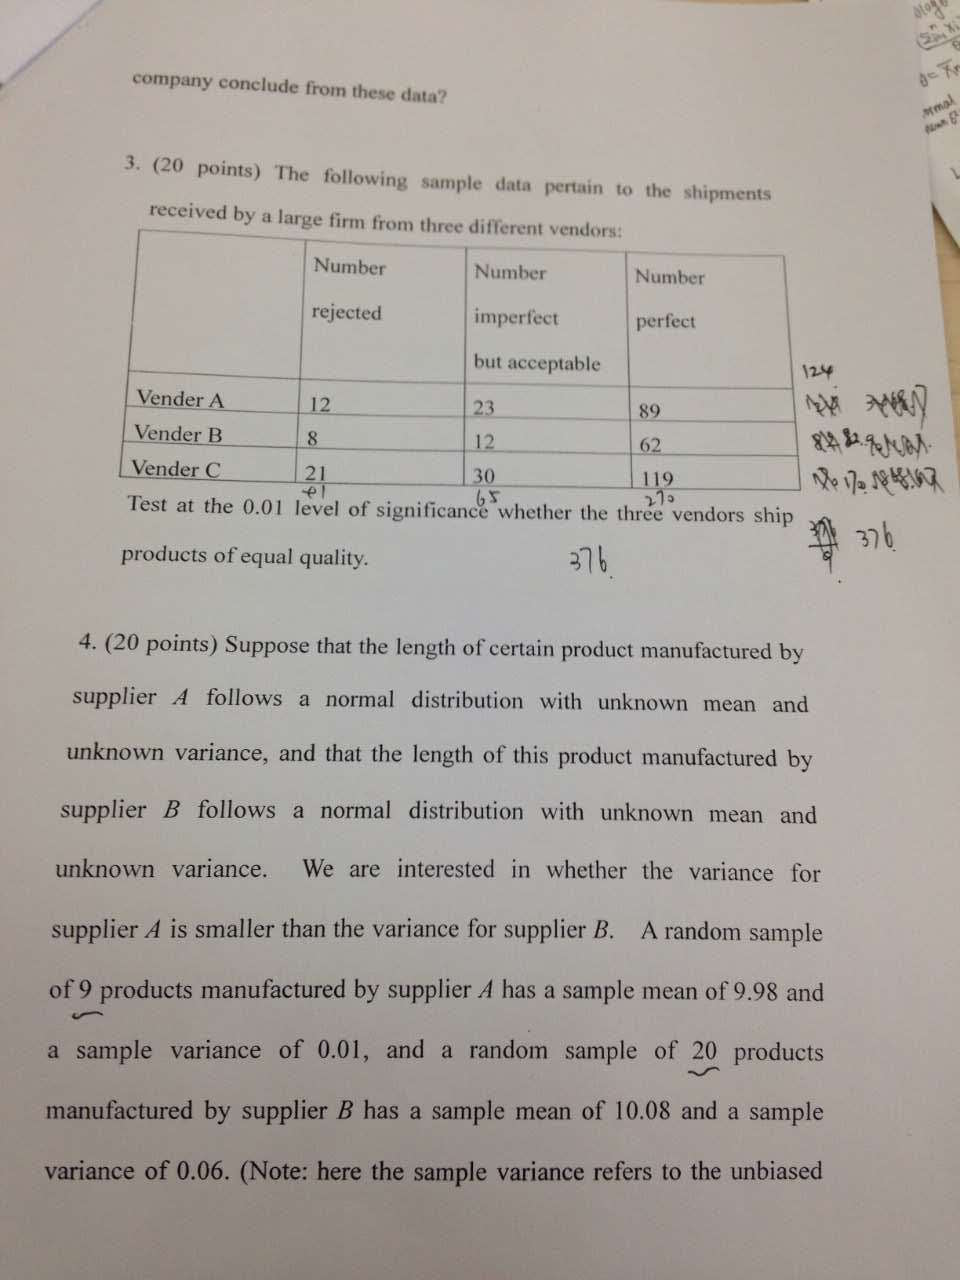 company conclude from these data?
3. (20 points) The following sample data pertain to the shipments
received by a large firm from three different vendors:
Number rejected
Number imperfect but acceptable
Number perfect
124
Vender A 12 23 89
Vender B 8 12 62 82
Vender C 21 30 119 170
65 270
Test at the 0.01 level of significance whether the three vendors ship
products of equal quality.
376
376
4. (20 points) Suppose that the length of certain product manufactured by
supplier A follows a normal distribution with unknown mean and
unknown variance, and that the length of this product manufactured by
supplier B follows a normal distribution with unknown mean and
unknown variance. We are interested in whether the variance for
supplier A is smaller than the variance for supplier B. A random sample
of 9 products manufactured by supplier A has a sample mean of 9.98 and
a sample variance of 0.01, and a random sample of 20 products
manufactured by supplier B has a sample mean of 10.08 and a sample
variance of 0.06. (Note: here the sample variance refers to the unbiased